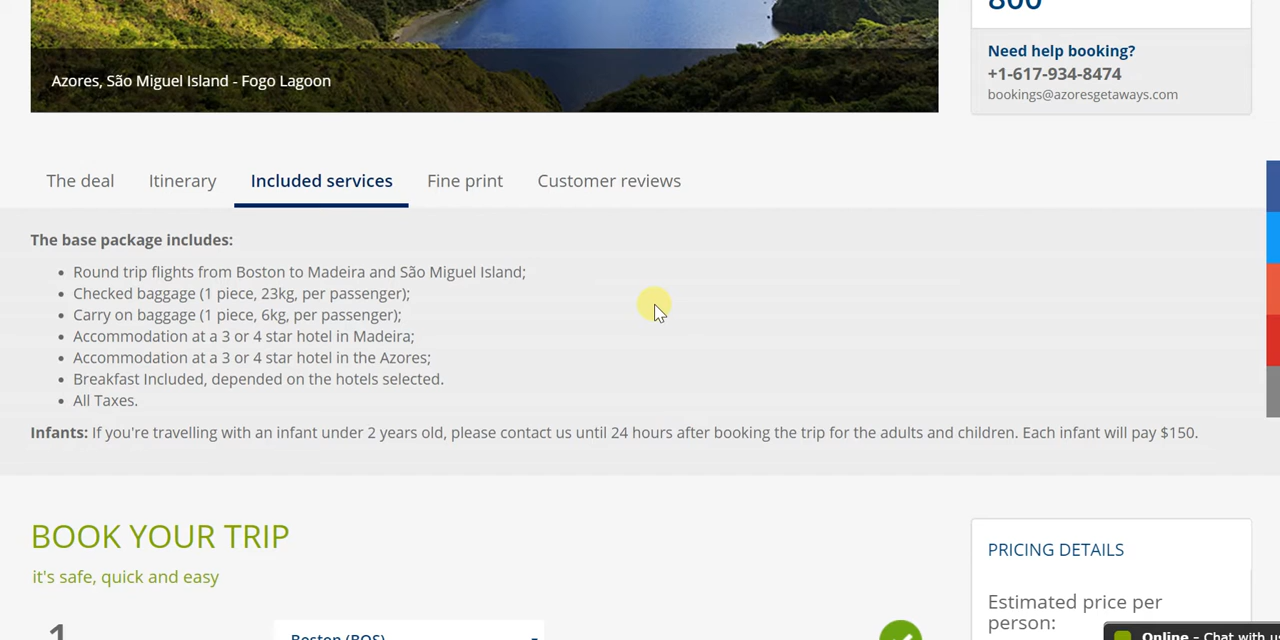 800
Need help booking?
+1-617-934-8474
bookings@azoresgetaways.com
Azores, São Miguel Island - Fogo Lagoon
The deal
Itinerary
Included services
Fine print
Customer reviews
The base package includes:
• Round trip flights from Boston to Madeira and São Miguel Island;
• Checked baggage (1 piece, 23kg, per passenger);
• Carry on baggage (1 piece, 6kg, per passenger);
• Accommodation at a 3 or 4 star hotel in Madeira;
• Accommodation at a 3 or 4 star hotel in the Azores;
• Breakfast Included, depended on the hotels selected.
• All Taxes.
Infants: If you're travelling with an infant under 2 years old, please contact us until 24 hours after booking the trip for the adults and children. Each infant will pay $150.
BOOK YOUR TRIP
it's safe, quick and easy
1
Boston (BOS)
PRICING DETAILS
Estimated price per
person:
Online - Chat with us